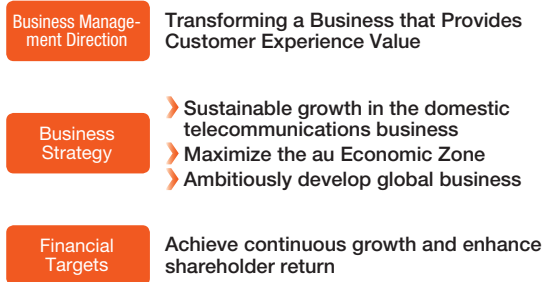 Business Manage-
ment Direction
Transforming a Business that Provides
Customer Experience Value
Business
Strategy
Sustainable growth in the domestic
telecommunications business
Maximize the au Economic Zone
Ambitiously develop global business
Financial
Targets
Achieve continuous growth and enhance
shareholder return